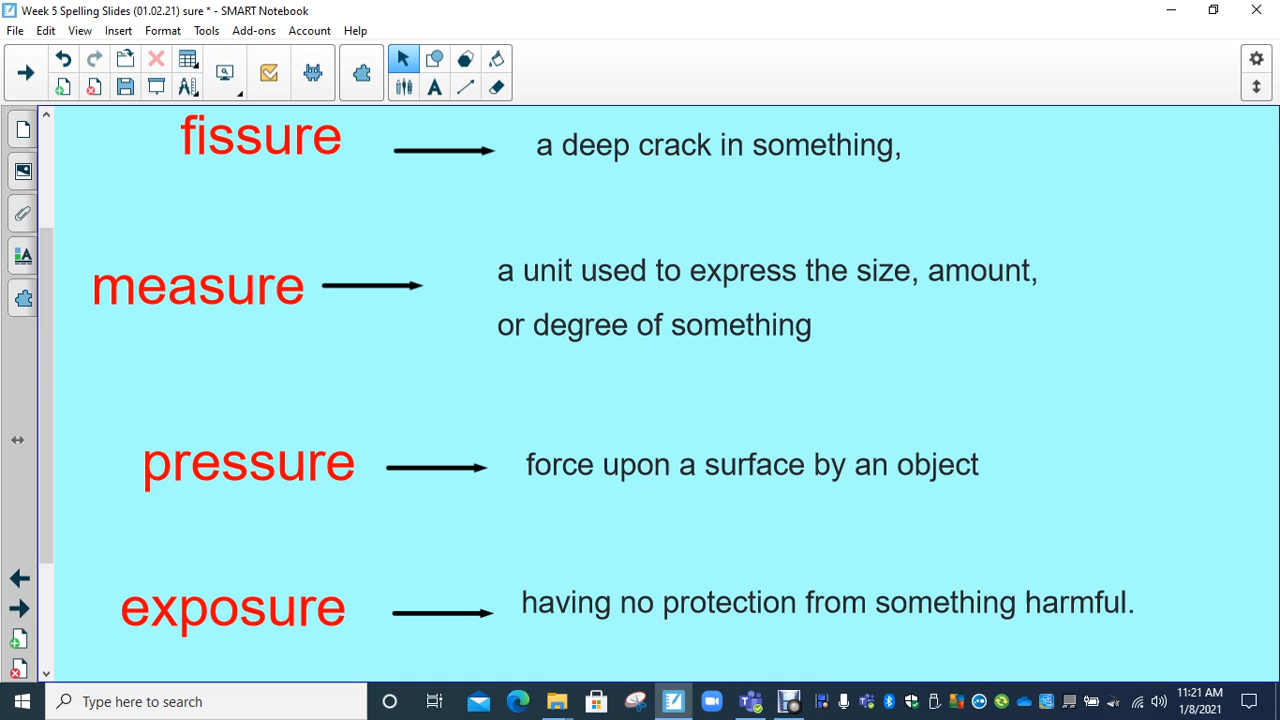 Week 5 Spelling Slides (01.02.21) sure * - SMART Notebook
File Edit View Insert Format Tools Add-ons Account Help
fissure a deep crack in something,
measure a unit used to express the size, amount,
or degree of something
pressure force upon a surface by an object
exposure having no protection from something harmful.
Type here to search
11:21 AM
1/8/2021